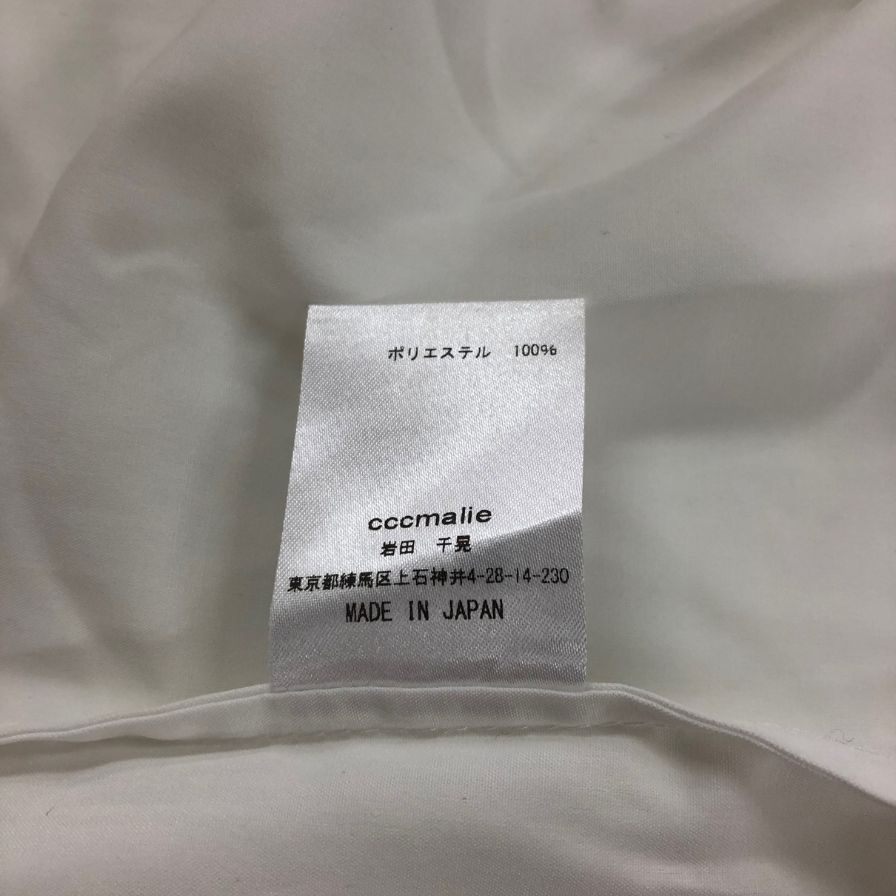 ポリエステル 100%
cccmalie
岩田 千晃
東京都練馬区上石神井4-28-14-230
MADE IN JAPAN